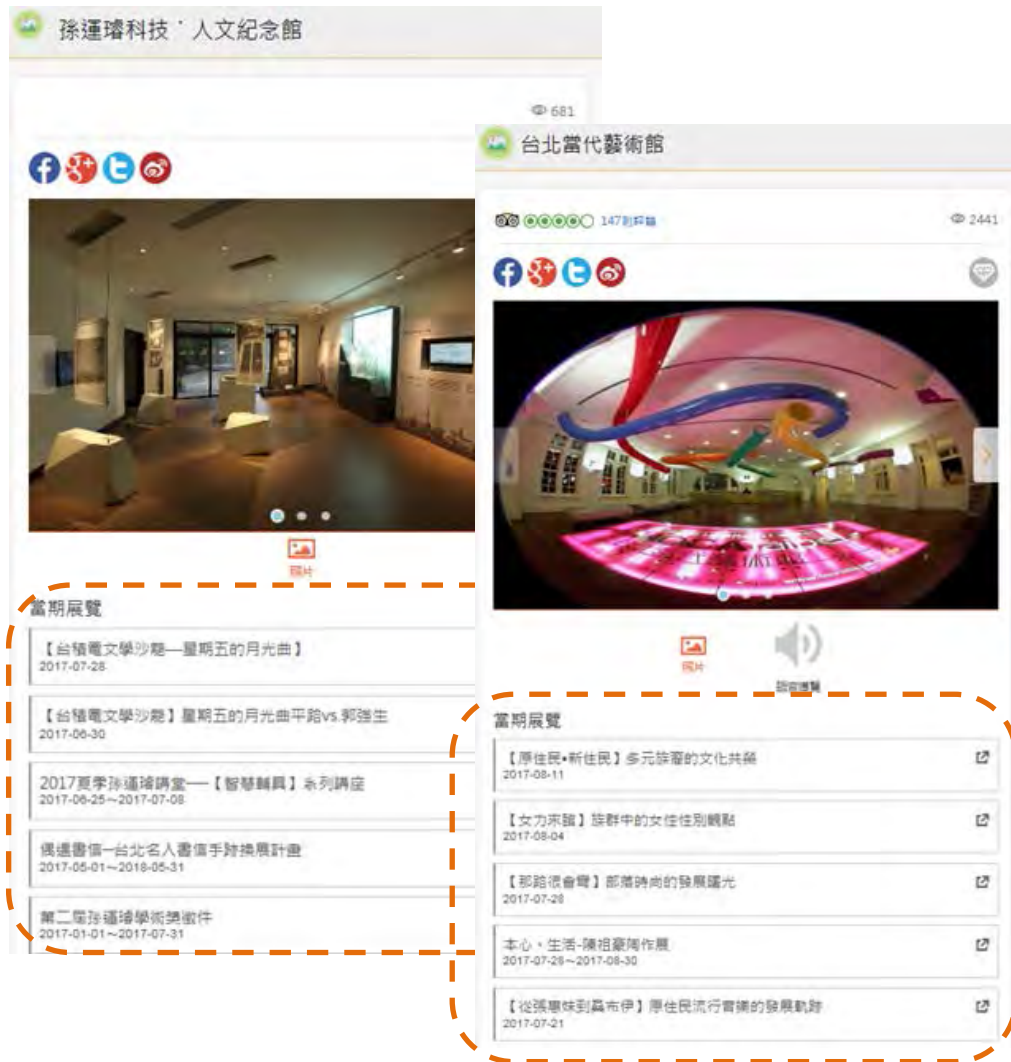 孫運璿科技˙人文紀念館
681
照片
當期展覽
【台積電文學沙龍—星期五的月光曲】
2017-07-28
【台積電文學沙龍】星期五的月光曲平路vs.郭強生
2017-06-30
2017夏季孫運璿講堂──【智慧輔具】系列講座
2017-06-25~2017-07-08
偶遇書信─台北名人書信手跡換展計畫
2017-05-01~2018-05-31
第二屆孫運璿學術獎徵件
2017-01-01~2017-07-31
台北當代藝術館
147則評論
2441
照片
語音導覽
當期展覽
【原住民•新住民】多元族裔的文化共榮
2017-08-11
【女力來論】族群中的女性性別觀點
2017-08-04
【那路很會彎】部落時尚的發展曙光
2017-07-28
本心、生活-陳祖豪陶作展
2017-07-28~2017-08-30
【從張惠妹到桑布伊】原住民流行音樂的發展軌跡
2017-07-21